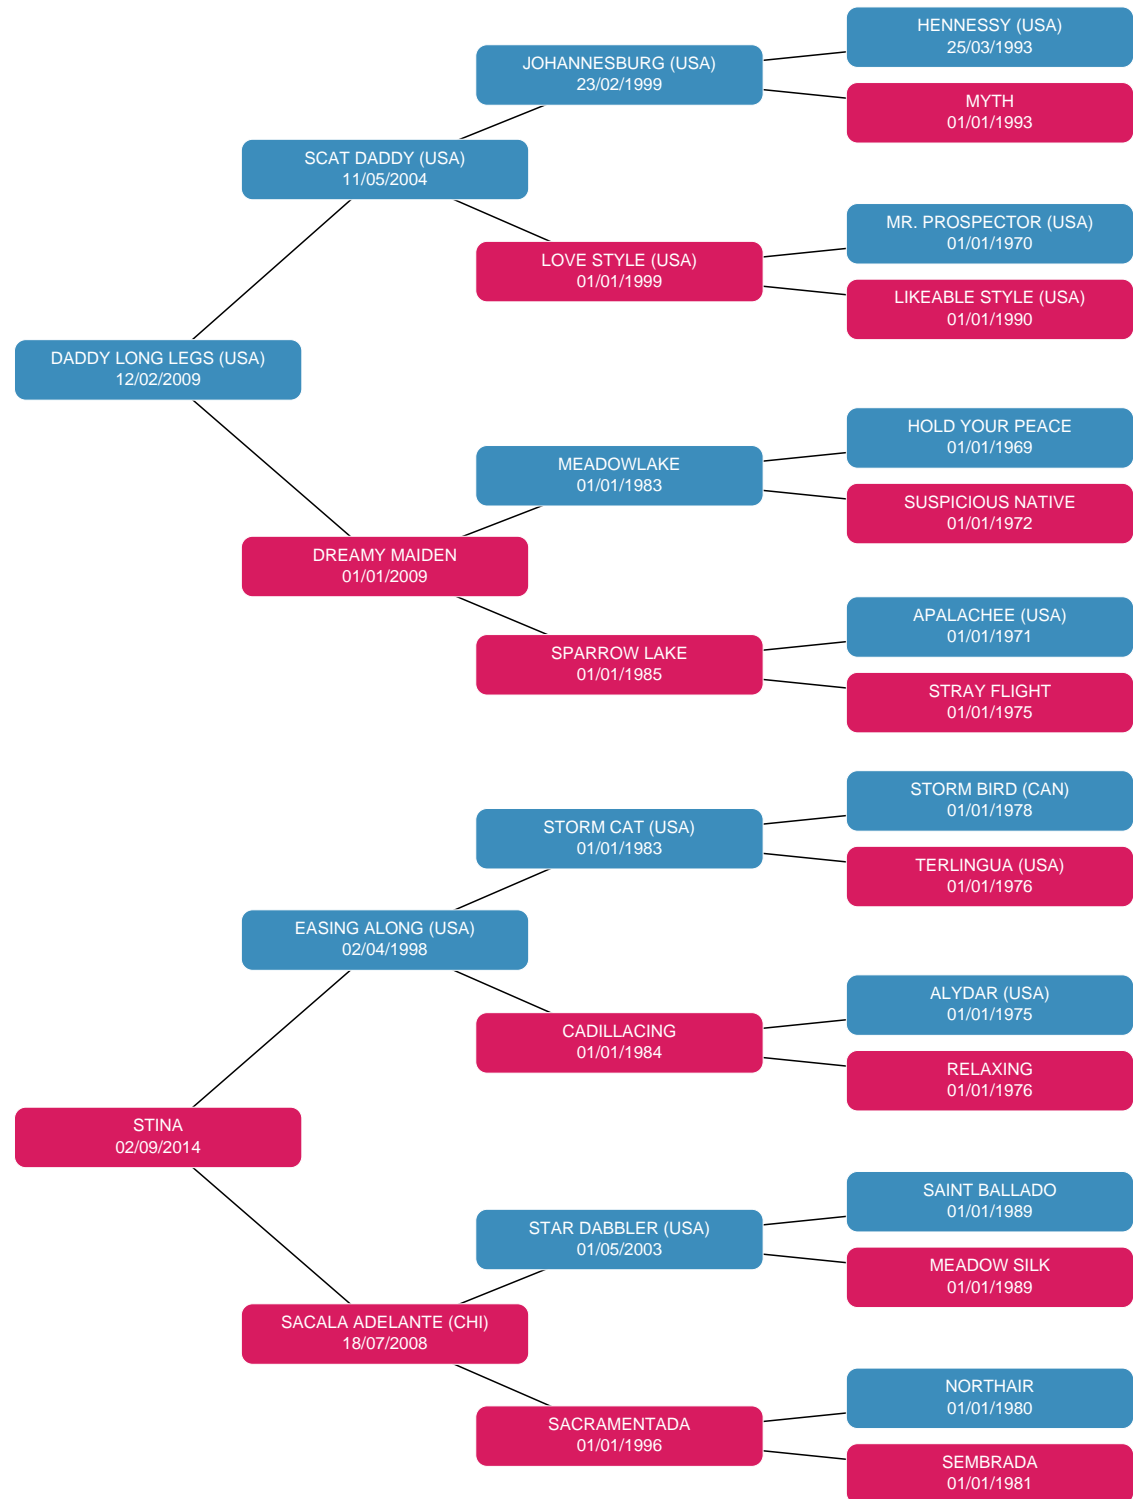 HENNESSY (USA)
25/03/1993
JOHANNESBURG (USA)
23/02/1999
MYTH
01/01/1993
SCAT DADDY (USA)
11/05/2004
MR. PROSPECTOR (USA)
01/01/1970
LOVE STYLE (USA)
01/01/1999
LIKEABLE STYLE (USA)
01/01/1990
DADDY LONG LEGS (USA)
12/02/2009
HOLD YOUR PEACE
01/01/1969
MEADOWLAKE
01/01/1983
SUSPICIOUS NATIVE
01/01/1972
DREAMY MAIDEN
01/01/2009
APALACHEE (USA)
01/01/1971
SPARROW LAKE
01/01/1985
STRAY FLIGHT
01/01/1975
STORM BIRD (CAN)
01/01/1978
STORM CAT (USA)
01/01/1983
TERLINGUA (USA)
01/01/1976
EASING ALONG (USA)
02/04/1998
ALYDAR (USA)
01/01/1975
CADILLACING
01/01/1984
RELAXING
01/01/1976
STINA
02/09/2014
SAINT BALLADO
01/01/1989
STAR DABBLER (USA)
01/05/2003
MEADOW SILK
01/01/1989
SACALA ADELANTE (CHI)
18/07/2008
NORTHAIR
01/01/1980
SACRAMENTADA
01/01/1996
SEMBRADA
01/01/1981